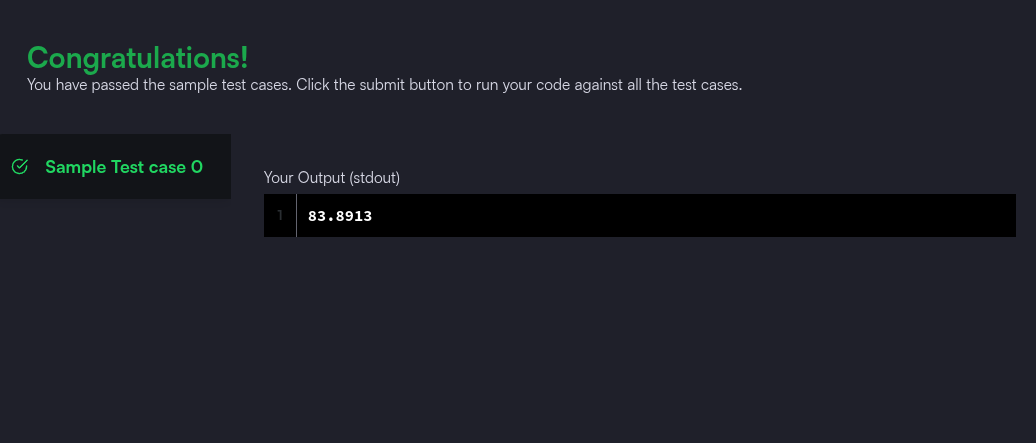 Congratulations!
You have passed the sample test cases. Click the submit button to run your code against all the test cases.
Sample Test case 0
Your Output (stdout)
1 83.8913